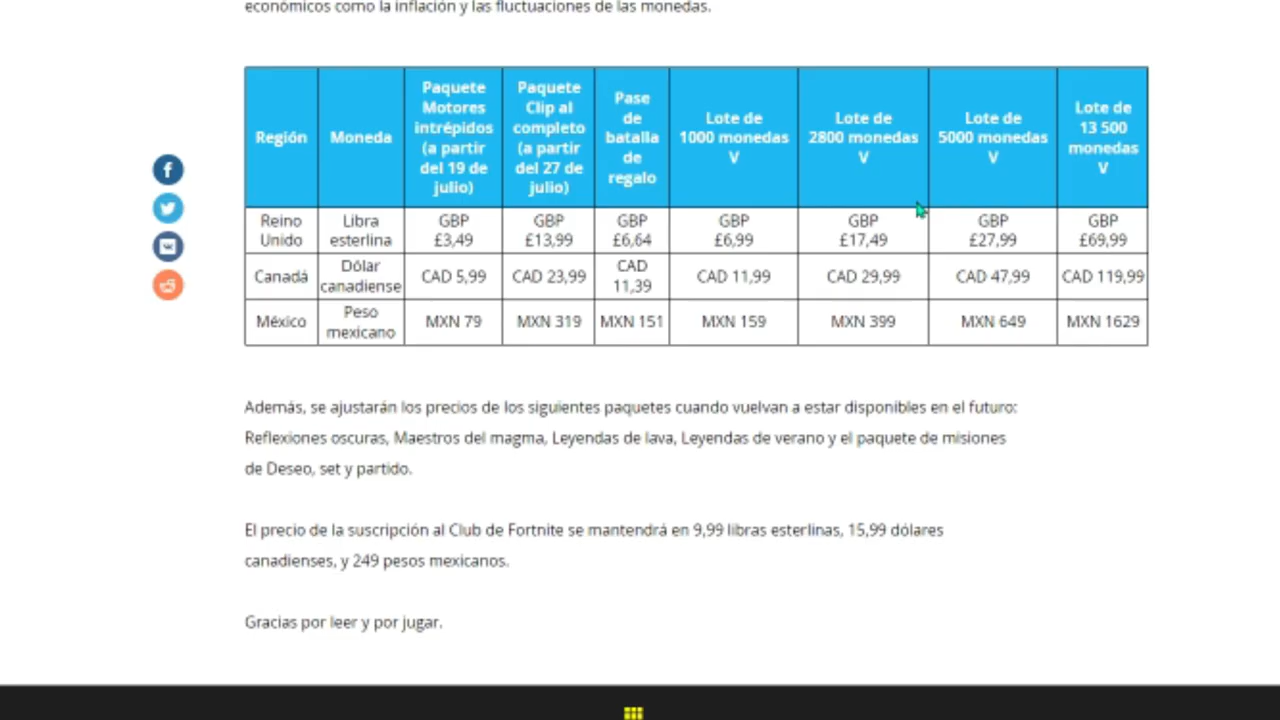 económicos como la inflación y las fluctuaciones de las monedas.
Región
Moneda
Paquete
Motores
intrépidos
(a partir
del 19 de
julio)
Paquete
Clip al
completo
(a partir
del 27 de
julio)
Pase
de
batalla
de
regalo
Lote de
1000 monedas
V
Lote de
2800 monedas
V
Lote de
5000 monedas
V
Lote de
13 500
monedas
V
Reino
Unido
Libra
esterlina
GBP
£3,49
GBP
£13,99
GBP
£6,64
GBP
£6,99
GBP
£17,49
GBP
£27,99
GBP
£69,99
Canadá
Dólar
canadiense
CAD 5,99
CAD 23,99
CAD
11,39
CAD 11,99
CAD 29,99
CAD 47,99
CAD 119,99
México
Peso
mexicano
MXN 79
MXN 319
MXN 151
MXN 159
MXN 399
MXN 649
MXN 1629
Además, se ajustarán los precios de los siguientes paquetes cuando vuelvan a estar disponibles en el futuro:
Reflexiones oscuras, Maestros del magma, Leyendas de lava, Leyendas de verano y el paquete de misiones
de Deseo, set y partido.
El precio de la suscripción al Club de Fortnite se mantendrá en 9,99 libras esterlinas, 15,99 dólares
canadienses, y 249 pesos mexicanos.
Gracias por leer y por jugar.